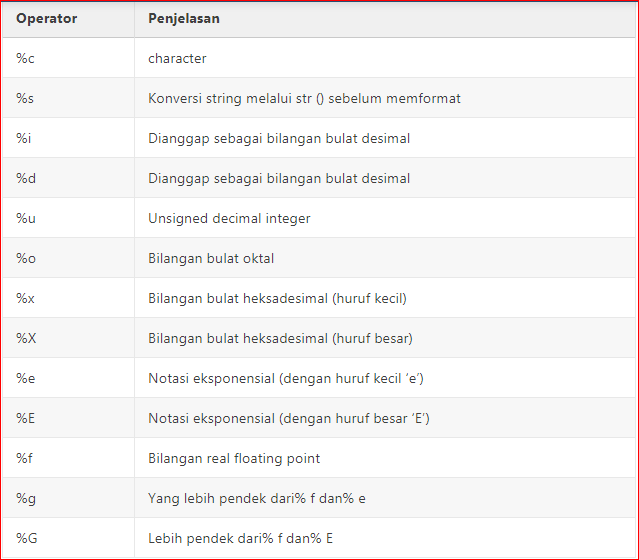 Operator Penjelasan
%c character
%s Konversi string melalui str () sebelum memformat
%i Dianggap sebagai bilangan bulat desimal
%d Dianggap sebagai bilangan bulat desimal
%u Unsigned decimal integer
%o Bilangan bulat oktal
%x Bilangan bulat heksadesimal (huruf kecil)
%X Bilangan bulat heksadesimal (huruf besar)
%e Notasi eksponensial (dengan huruf kecil ‘e’)
%E Notasi eksponensial (dengan huruf besar ‘E’)
%f Bilangan real floating point
%g Yang lebih pendek dari% f dan% e
%G Lebih pendek dari% f dan% E